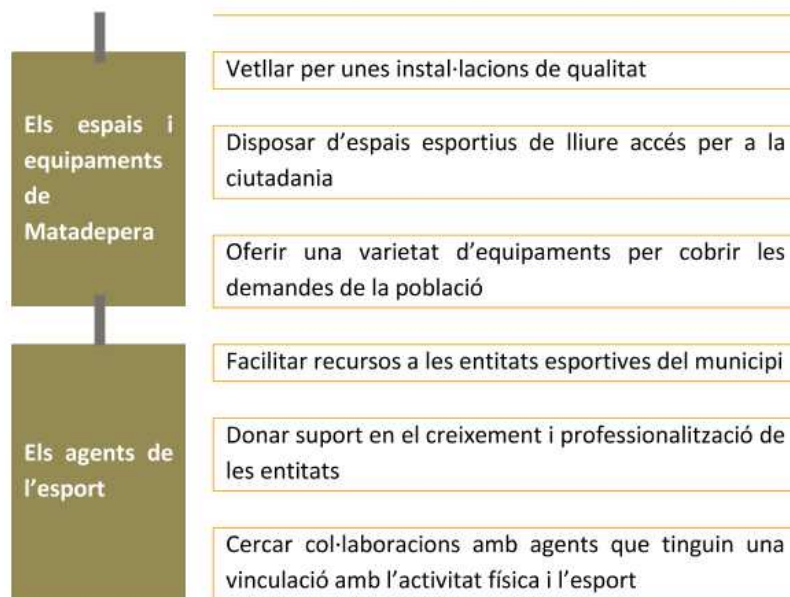 Els espais i
equipaments
de
Matadepera
Vetllar per unes instal·lacions de qualitat
Disposar d'espais esportius de lliure accés per a la
ciutadania
Oferir una varietat d'equipaments per cobrir les
demandes de la població
Els agents de
l'esport
Facilitar recursos a les entitats esportives del municipi
Donar suport en el creixement i professionalització de
les entitats
Cercar col·laboracions amb agents que tinguin una
vinculació amb l'activitat física i l'esport